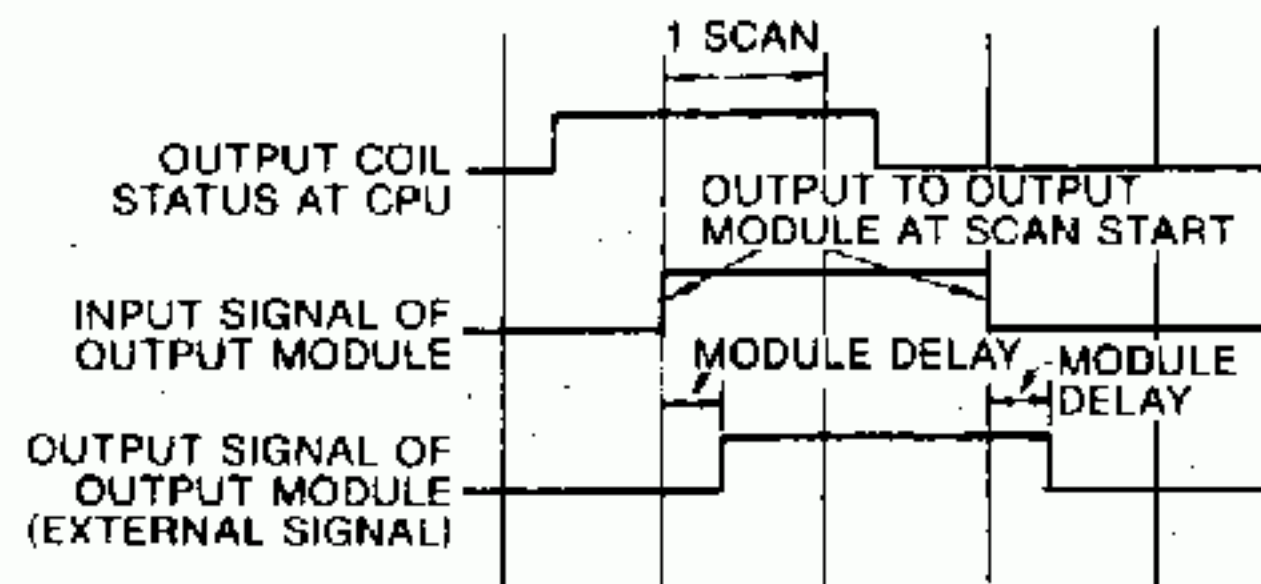 1 SCAN
OUTPUT COIL
STATUS AT CPU
OUTPUT TO OUTPUT
MODULE AT SCAN START
INPUT SIGNAL OF
OUTPUT MODULE
MODULE DELAY
MODULE
DELAY
OUTPUT SIGNAL OF
OUTPUT MODULE
(EXTERNAL SIGNAL)